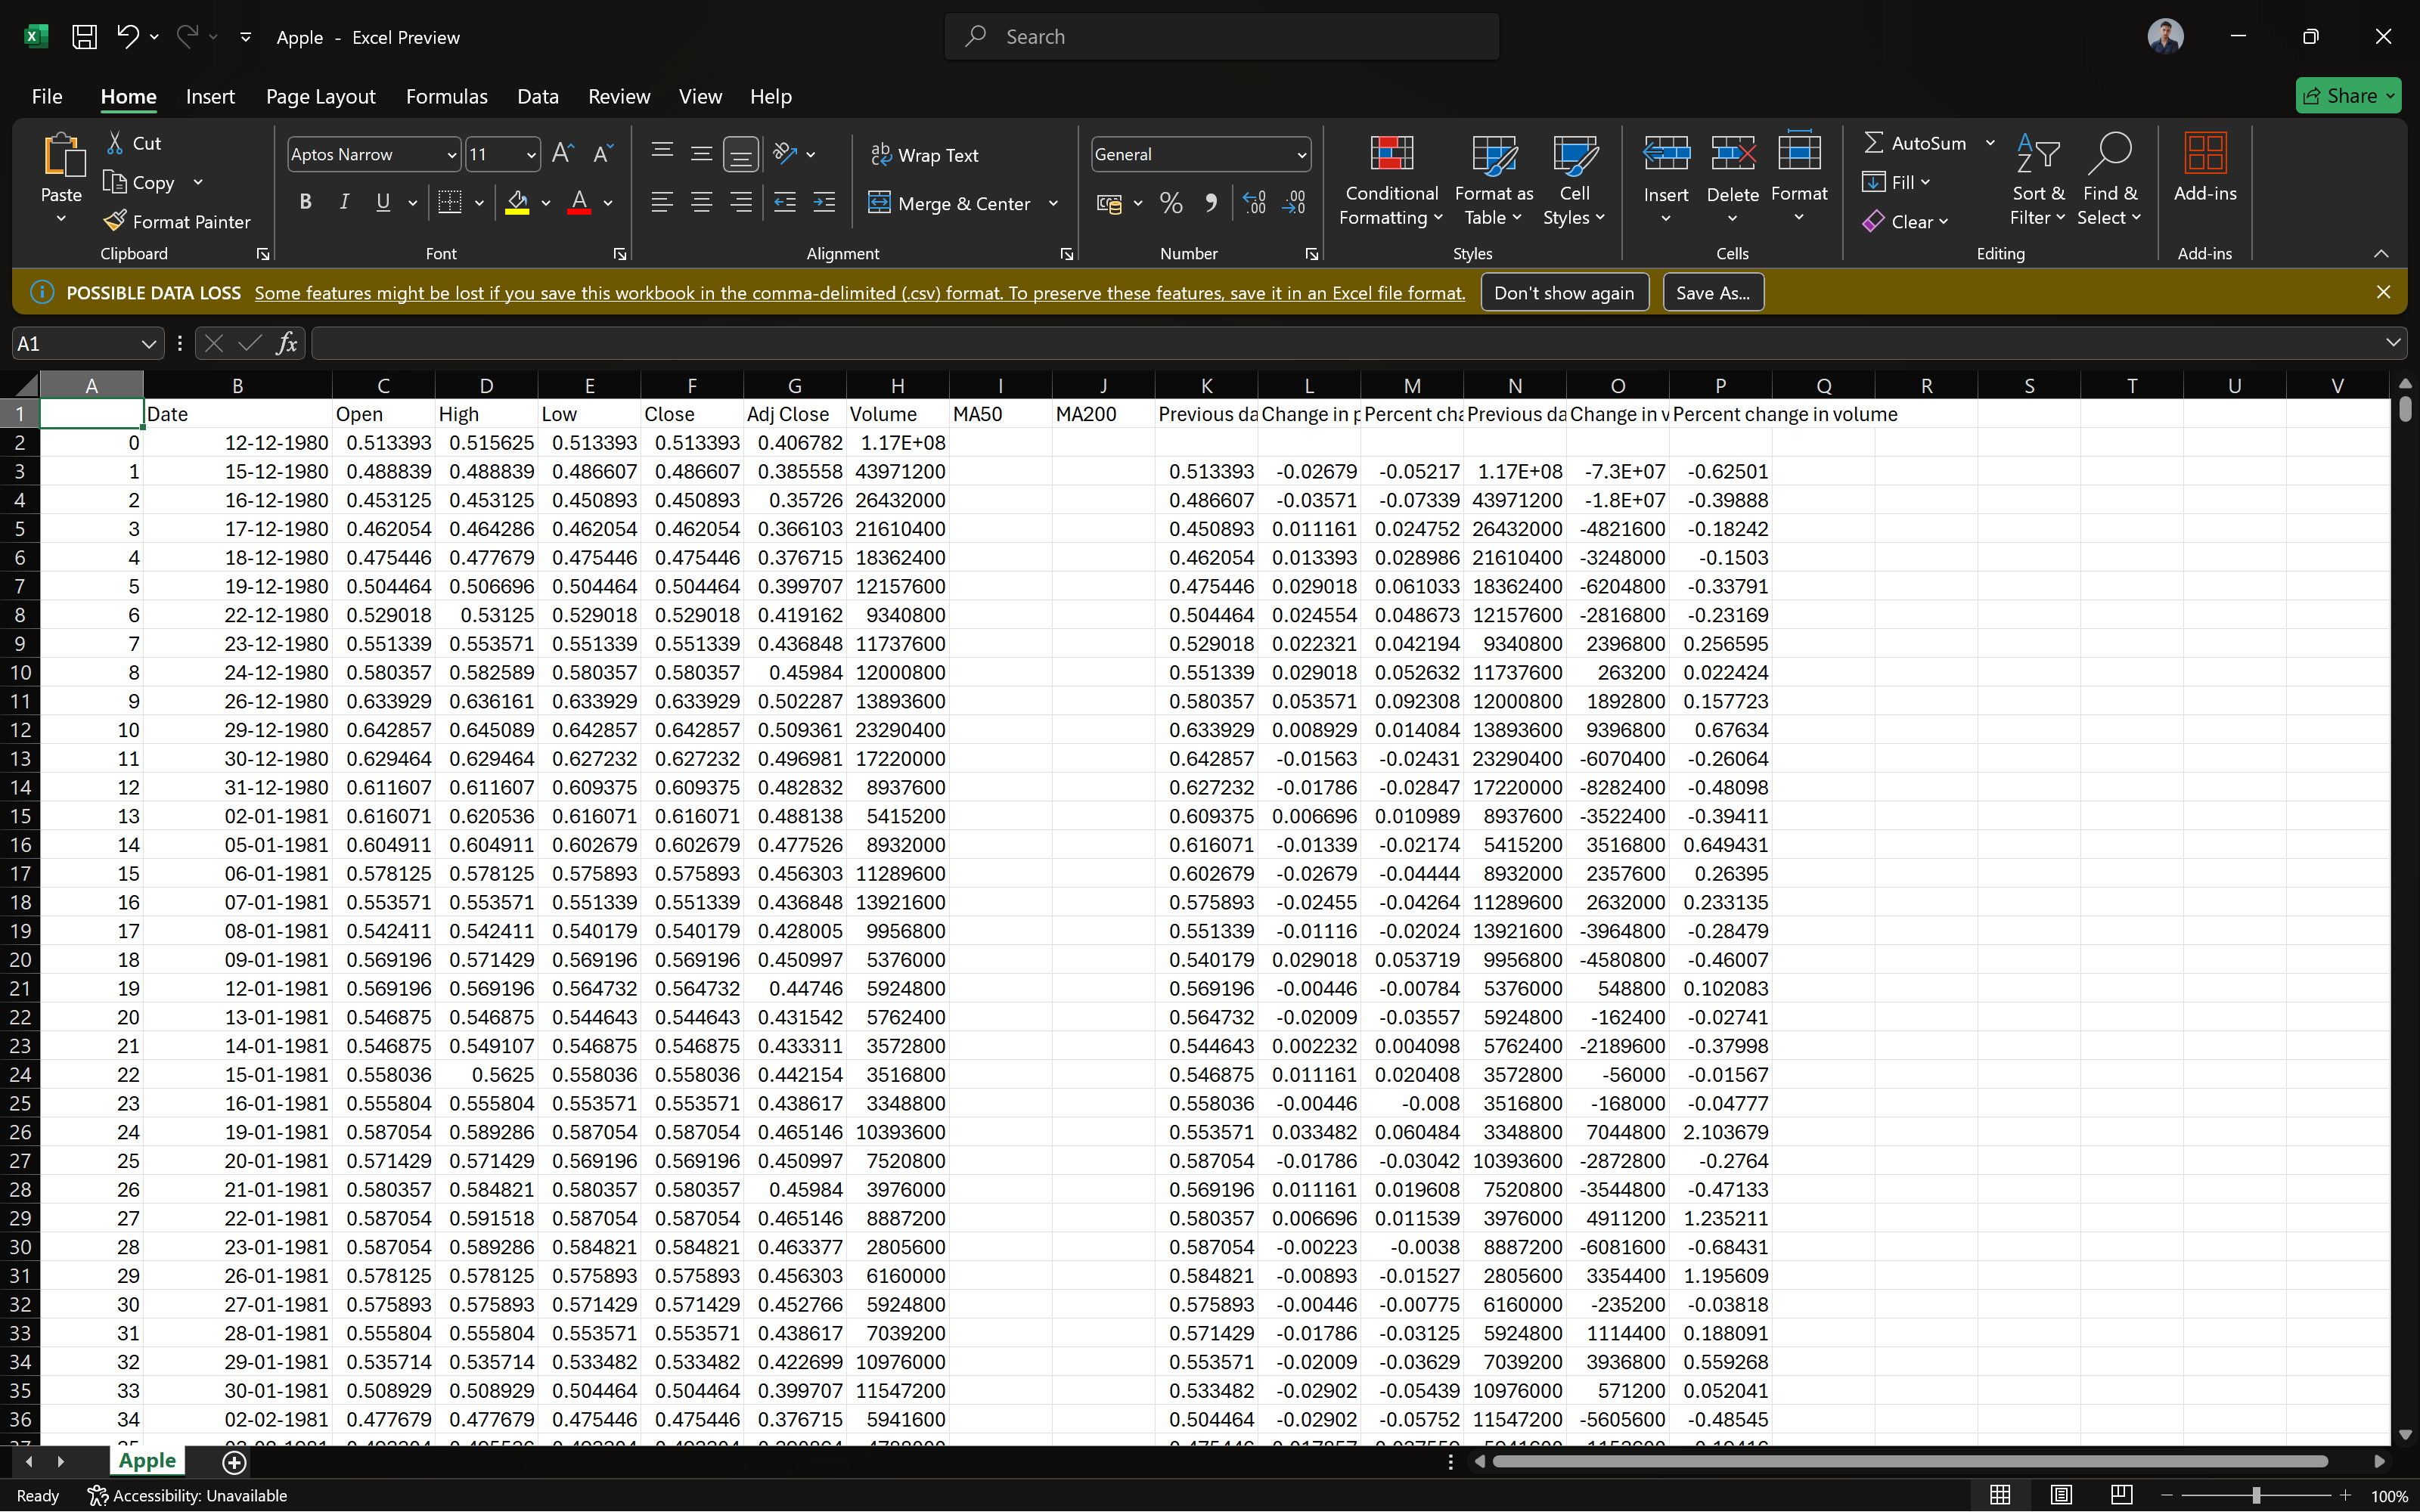 Apple - Excel Preview
Search
File Home Insert Page Layout Formulas Data Review View Help
Share
Paste
Cut
Copy
Format Painter
Clipboard
Aptos Narrow 11
B I U
Font
Wrap Text
Merge & Center
Alignment
General
Number
Conditional Formatting
Format as Table
Cell Styles
Styles
Insert Delete Format
Cells
AutoSum
Fill
Clear
Sort & Filter
Find & Select
Editing
Add-ins
Add-ins
POSSIBLE DATA LOSS Some features might be lost if you save this workbook in the comma-delimited (.csv) format. To preserve these features, save it in an Excel file format. Don't show again Save As...
A1 fx
A B C D E F G H I J K L M N O P Q R S T U V
1 Date Open High Low Close Adj Close Volume MA50 MA200 Previous da Change in p Percent cha Previous da Change in v Percent change in volume
2 0 12-12-1980 0.513393 0.515625 0.513393 0.513393 0.406782 1.17E+08
3 1 15-12-1980 0.488839 0.488839 0.486607 0.486607 0.385558 43971200 0.513393 -0.02679 -0.05217 1.17E+08 -7.3E+07 -0.62501
4 2 16-12-1980 0.453125 0.453125 0.450893 0.450893 0.35726 26432000 0.486607 -0.03571 -0.07339 43971200 -1.8E+07 -0.39888
5 3 17-12-1980 0.462054 0.464286 0.462054 0.462054 0.366103 21610400 0.450893 0.011161 0.024752 26432000 -4821600 -0.18242
6 4 18-12-1980 0.475446 0.477679 0.475446 0.475446 0.376715 18362400 0.462054 0.013393 0.028986 21610400 -3248000 -0.1503
7 5 19-12-1980 0.504464 0.506696 0.504464 0.504464 0.399707 12157600 0.475446 0.029018 0.061033 18362400 -6204800 -0.33791
8 6 22-12-1980 0.529018 0.53125 0.529018 0.529018 0.419162 9340800 0.504464 0.024554 0.048673 12157600 -2816800 -0.23169
9 7 23-12-1980 0.551339 0.553571 0.551339 0.551339 0.436848 11737600 0.529018 0.022321 0.042194 9340800 2396800 0.256595
10 8 24-12-1980 0.580357 0.582589 0.580357 0.580357 0.45984 12000800 0.551339 0.029018 0.052632 11737600 263200 0.022424
11 9 26-12-1980 0.633929 0.636161 0.633929 0.633929 0.502287 13893600 0.580357 0.053571 0.092308 12000800 1892800 0.157723
12 10 29-12-1980 0.642857 0.645089 0.642857 0.642857 0.509361 23290400 0.633929 0.008929 0.014084 13893600 9396800 0.67634
13 11 30-12-1980 0.629464 0.629464 0.627232 0.627232 0.496981 17220000 0.642857 -0.01563 -0.02431 23290400 -6070400 -0.26064
14 12 31-12-1980 0.611607 0.611607 0.609375 0.609375 0.482832 8937600 0.627232 -0.01786 -0.02847 17220000 -8282400 -0.48098
15 13 02-01-1981 0.616071 0.620536 0.616071 0.616071 0.488138 5415200 0.609375 0.006696 0.010989 8937600 -3522400 -0.39411
16 14 05-01-1981 0.604911 0.604911 0.602679 0.602679 0.477526 8932000 0.616071 -0.01339 -0.02174 5415200 3516800 0.649431
17 15 06-01-1981 0.578125 0.578125 0.575893 0.575893 0.456303 11289600 0.602679 -0.02679 -0.04444 8932000 2357600 0.26395
18 16 07-01-1981 0.553571 0.553571 0.551339 0.551339 0.436848 13921600 0.575893 -0.02455 -0.04264 11289600 2632000 0.233135
19 17 08-01-1981 0.542411 0.542411 0.540179 0.540179 0.428005 9956800 0.551339 -0.01116 -0.02024 13921600 -3964800 -0.28479
20 18 09-01-1981 0.569196 0.571429 0.569196 0.569196 0.450997 5376000 0.540179 0.029018 0.053719 9956800 -4580800 -0.46007
21 19 12-01-1981 0.569196 0.569196 0.564732 0.564732 0.44746 5924800 0.569196 -0.00446 -0.00784 5376000 548800 0.102083
22 20 13-01-1981 0.546875 0.546875 0.544643 0.544643 0.431542 5762400 0.564732 -0.02009 -0.03557 5924800 -162400 -0.02741
23 21 14-01-1981 0.546875 0.549107 0.546875 0.546875 0.433311 3572800 0.544643 0.002232 0.004098 5762400 -2189600 -0.37998
24 22 15-01-1981 0.558036 0.5625 0.558036 0.558036 0.442154 3516800 0.546875 0.011161 0.020408 3572800 -56000 -0.01567
25 23 16-01-1981 0.555804 0.555804 0.553571 0.553571 0.438617 3348800 0.558036 -0.00446 -0.008 3516800 -168000 -0.04777
26 24 19-01-1981 0.587054 0.589286 0.587054 0.587054 0.465146 10393600 0.553571 0.033482 0.060484 3348800 7044800 2.103679
27 25 20-01-1981 0.571429 0.571429 0.569196 0.569196 0.450997 7520800 0.587054 -0.01786 -0.03042 10393600 -2872800 -0.2764
28 26 21-01-1981 0.580357 0.584821 0.580357 0.580357 0.45984 3976000 0.569196 0.011161 0.019608 7520800 -3544800 -0.47133
29 27 22-01-1981 0.587054 0.591518 0.587054 0.587054 0.465146 8887200 0.580357 0.006696 0.011539 3976000 4911200 1.235211
30 28 23-01-1981 0.587054 0.589286 0.584821 0.584821 0.463377 2805600 0.587054 -0.00223 -0.0038 8887200 -6081600 -0.68431
31 29 26-01-1981 0.578125 0.578125 0.575893 0.575893 0.456303 6160000 0.584821 -0.00893 -0.01527 2805600 3354400 1.195609
32 30 27-01-1981 0.575893 0.575893 0.571429 0.571429 0.452766 5924800 0.575893 -0.00446 -0.00775 6160000 -235200 -0.03818
33 31 28-01-1981 0.555804 0.555804 0.553571 0.553571 0.438617 7039200 0.571429 -0.01786 -0.03125 5924800 1114400 0.188091
34 32 29-01-1981 0.535714 0.535714 0.533482 0.533482 0.422699 10976000 0.553571 -0.02009 -0.03629 7039200 3936800 0.559268
35 33 30-01-1981 0.508929 0.508929 0.504464 0.504464 0.399707 11547200 0.533482 -0.02902 -0.05439 10976000 571200 0.052041
36 34 02-02-1981 0.477679 0.477679 0.475446 0.475446 0.376715 5941600 0.504464 -0.02902 -0.05752 11547200 -5605600 -0.48545
Apple
Ready Accessibility: Unavailable 100%